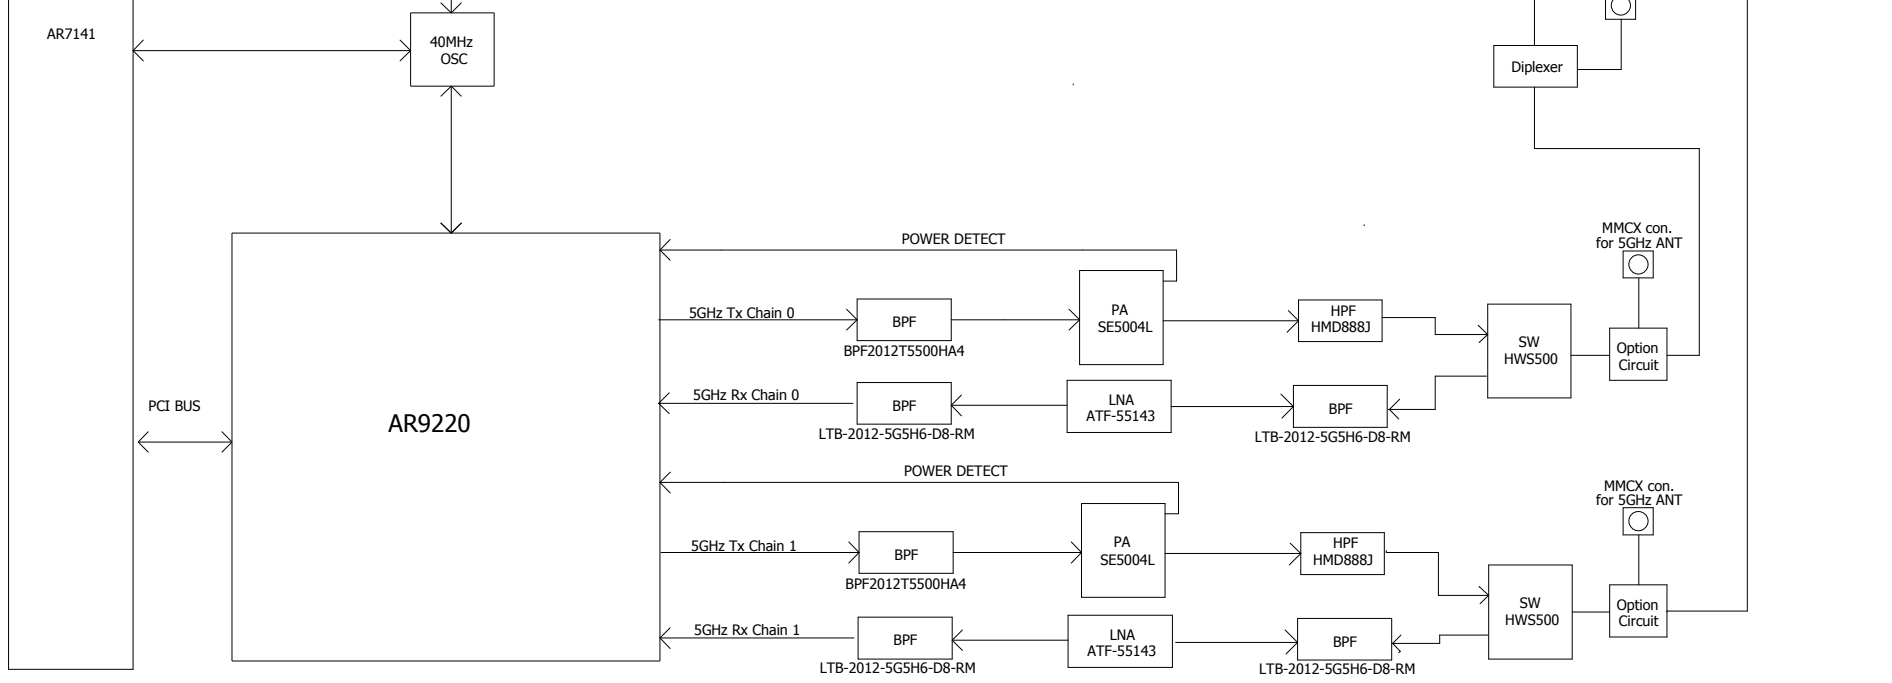 AR7141
40MHz
OSC
Diplexer
MMCX con.
for 5GHz ANT
POWER DETECT
5GHz Tx Chain 0
BPF
BPF2012T5500HA4
PA
SE5004L
HPF
HMD888J
SW
HWS500
Option
Circuit
5GHz Rx Chain 0
BPF
LTB-2012-5G5H6-D8-RM
LNA
ATF-55143
BPF
LTB-2012-5G5H6-D8-RM
PCI BUS
AR9220
POWER DETECT
MMCX con.
for 5GHz ANT
5GHz Tx Chain 1
BPF
BPF2012T5500HA4
PA
SE5004L
HPF
HMD888J
SW
HWS500
Option
Circuit
5GHz Rx Chain 1
BPF
LTB-2012-5G5H6-D8-RM
LNA
ATF-55143
BPF
LTB-2012-5G5H6-D8-RM